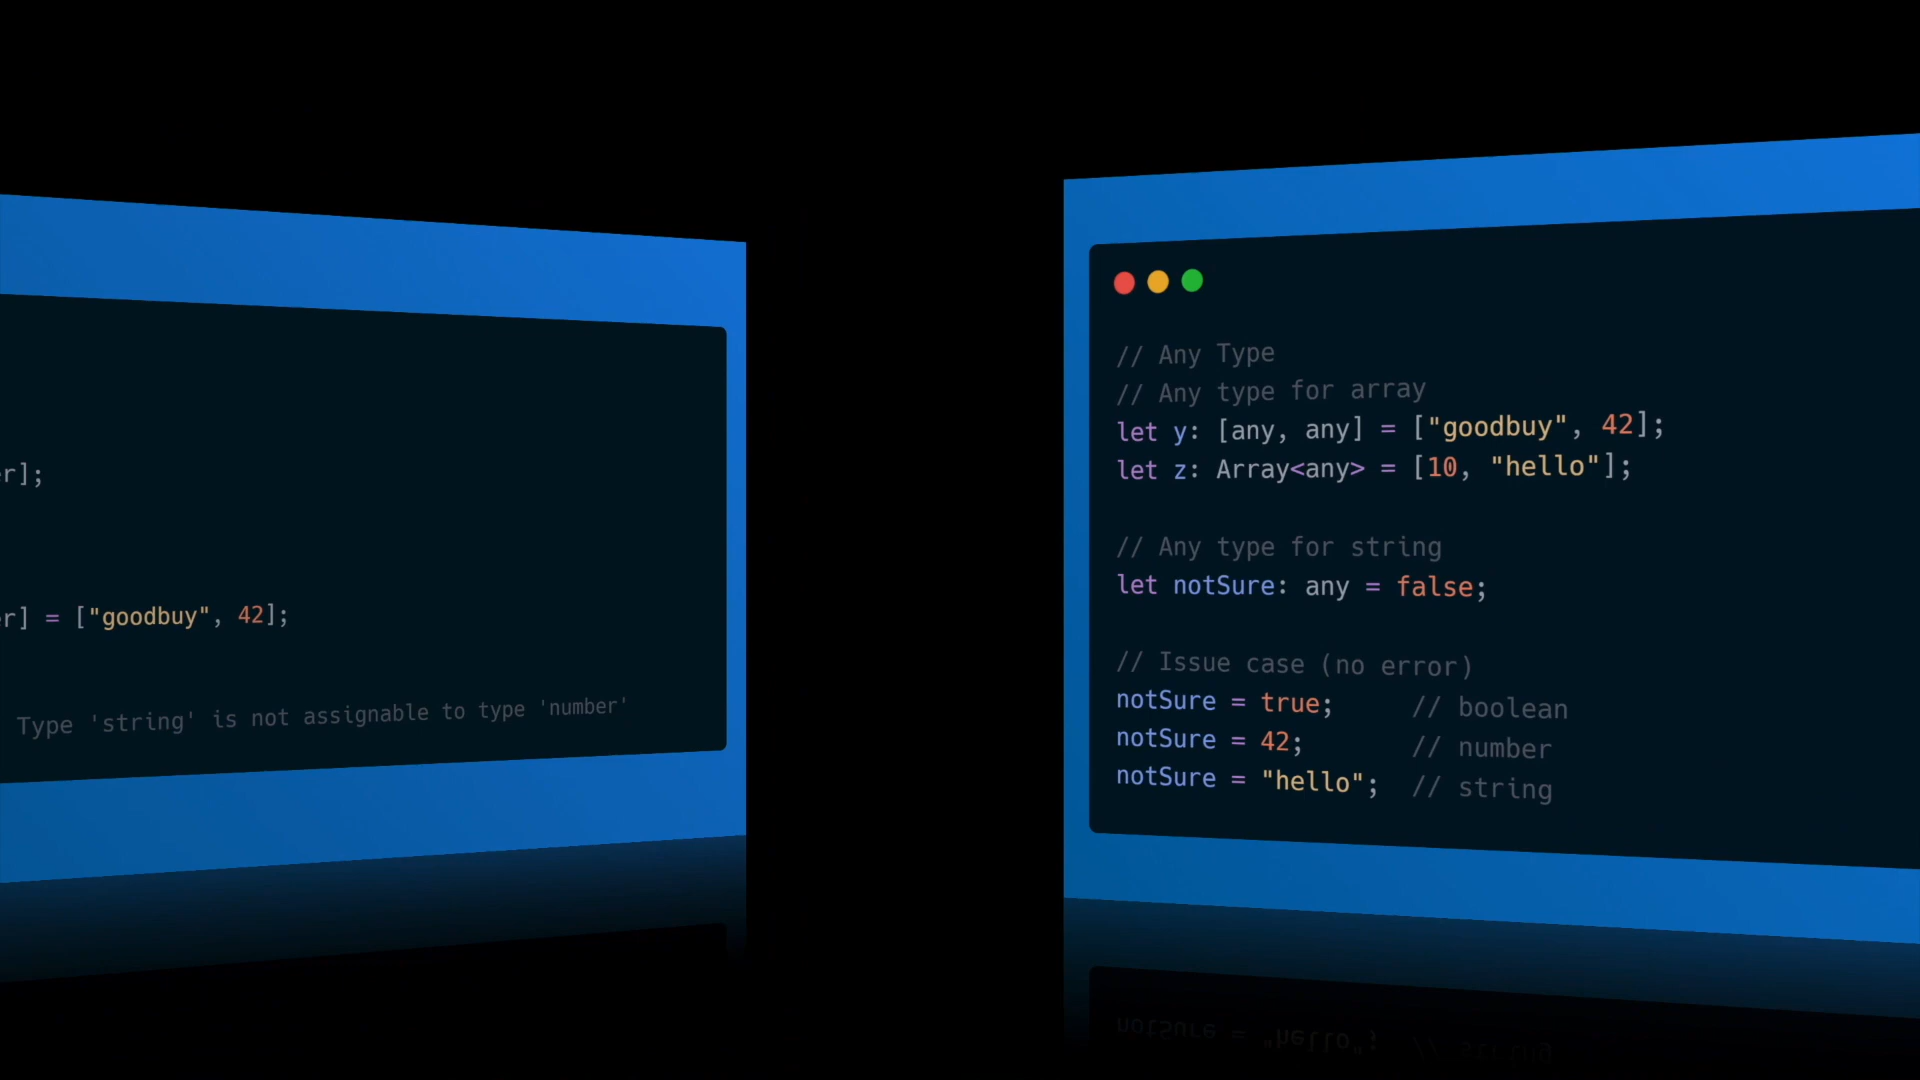 er];
er] = ["goodbuy", 42];
Type 'string' is not assignable to type 'number'
// Any Type
// Any type for array
let y: [any, any] = ["goodbuy", 42];
let z: Array<any> = [10, "hello"];
// Any type for string
let notSure: any = false;
// Issue case (no error)
notSure = true; // boolean
notSure = 42; // number
notSure = "hello"; // string